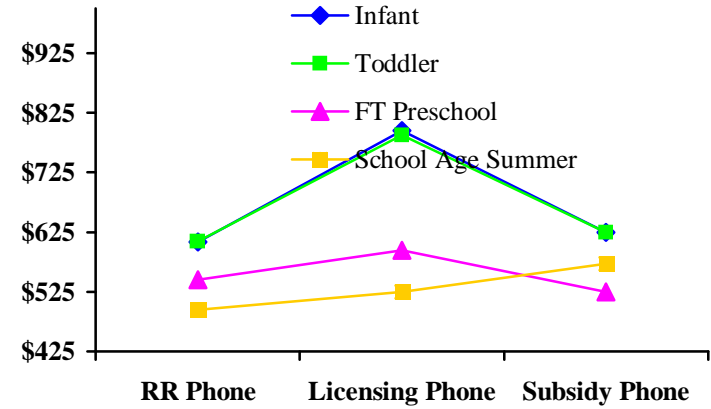 Infant
$925
Toddler
$825
FT Preschool
$725
School Age Summer
$625
$525
$425
RR Phone
Licensing Phone
Subsidy Phone